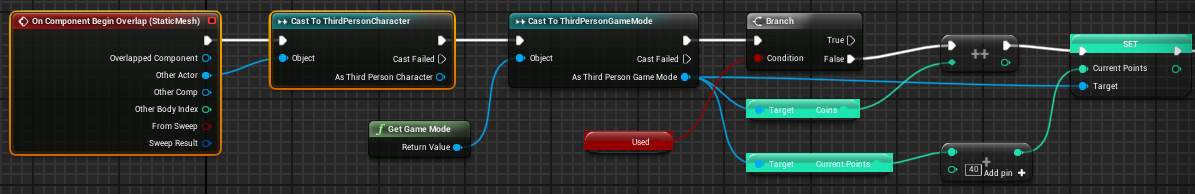 On Component Begin Overlap (StaticMesh)
Overlapped Component
Other Actor
Other Comp
Other Body Index
From Sweep
Sweep Result
Cast To ThirdPersonCharacter
Object
Cast Failed
As Third Person Character
f Get Game Mode
Return Value
Cast To ThirdPersonGameMode
Object
Cast Failed
As Third Person Game Mode
Used
Branch
Condition
True
False
Target Coins
Target Current Points
++
+
40
Add pin +
SET
Current Points
Target